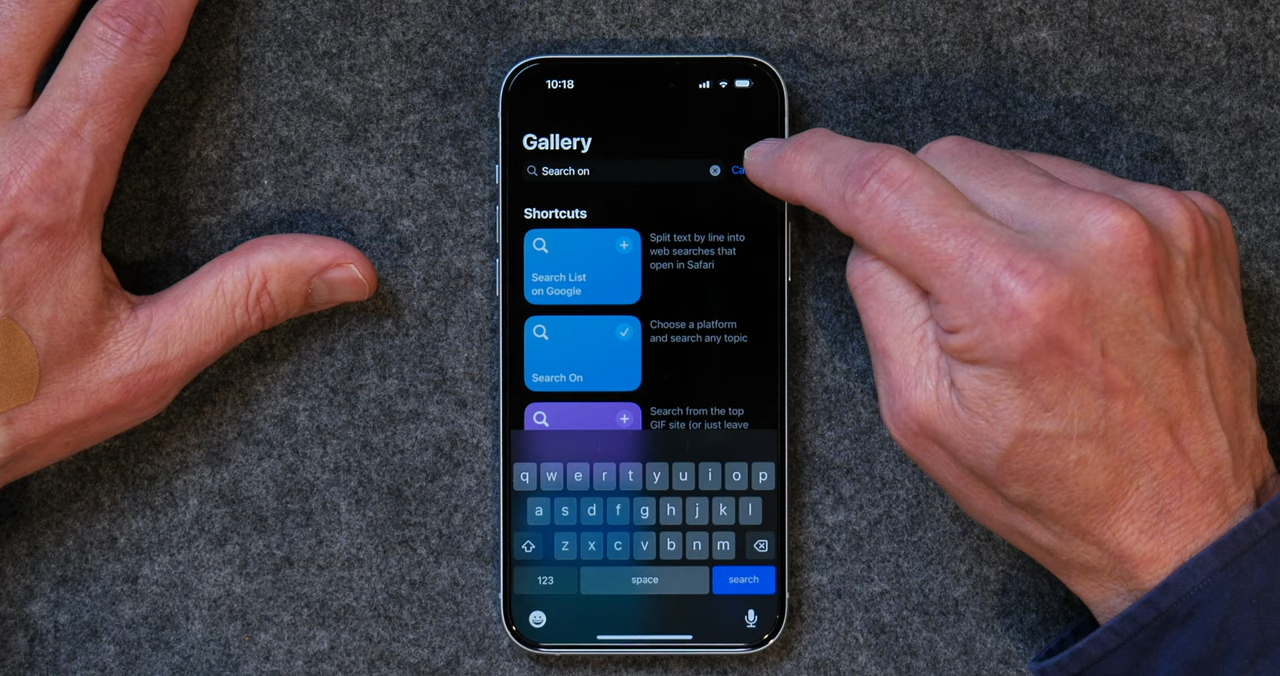 10:18
Gallery
Search on
Shortcuts
Search List
on Google
Split text by line into
web searches that
open in Safari
Search On
Choose a platform
and search any topic
Search from the top
GIF site (or just leave
q w e r t y u i o p
a s d f g h j k l
z x c v b n m
123 space search